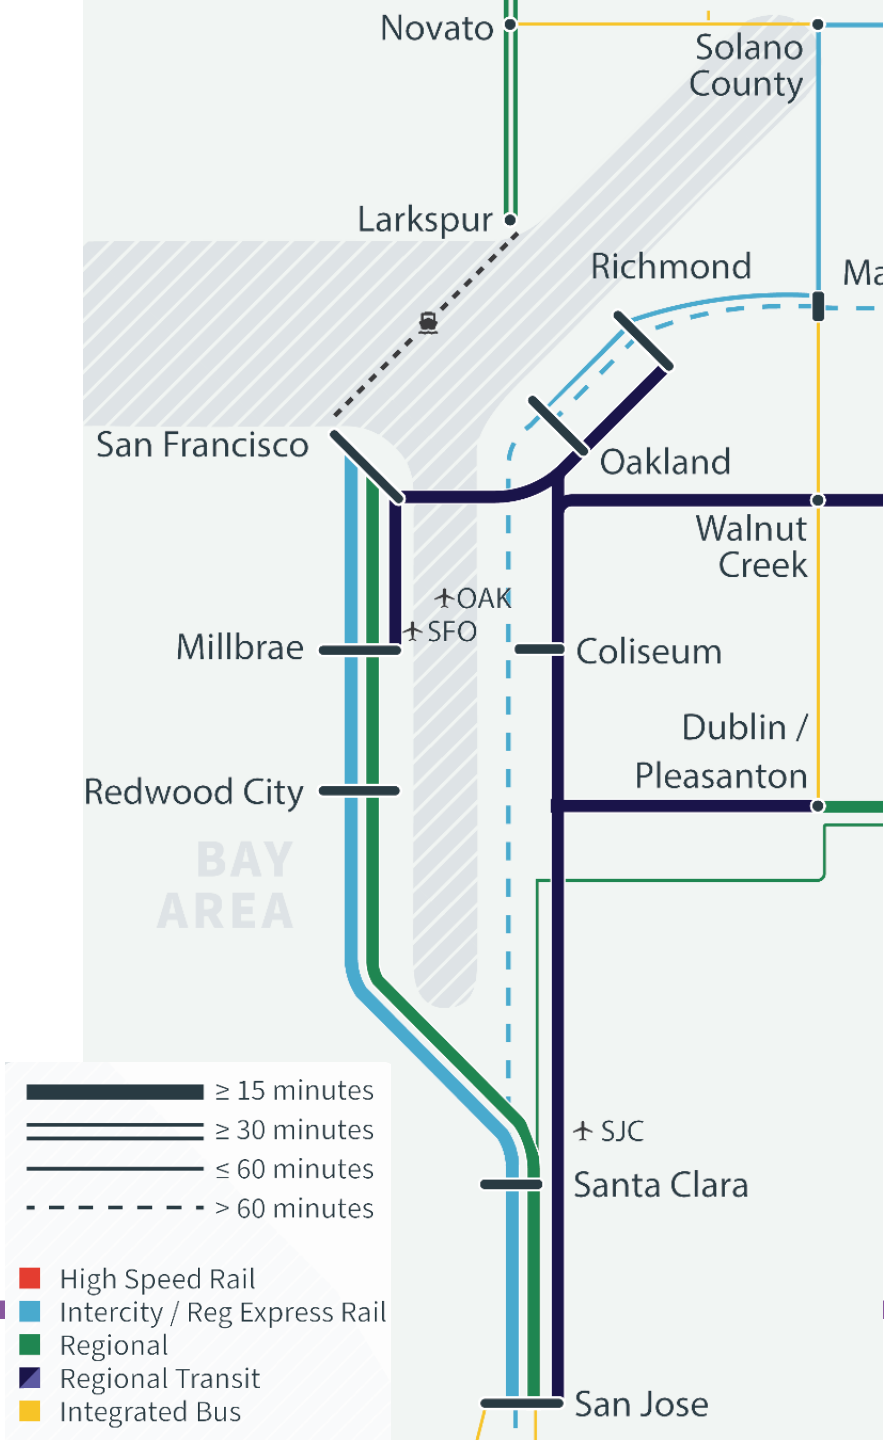 Novato
Solano
County
Larkspur
Richmond
Ma
San Francisco
Oakland
Walnut
Creek
OAK
SFO
Millbrae
Coliseum
Dublin /
Pleasanton
Redwood City
BAY
AREA
SJC
Santa Clara
San Jose
≥ 15 minutes
≥ 30 minutes
≤ 60 minutes
> 60 minutes
High Speed Rail
Intercity / Reg Express Rail
Regional
Regional Transit
Integrated Bus